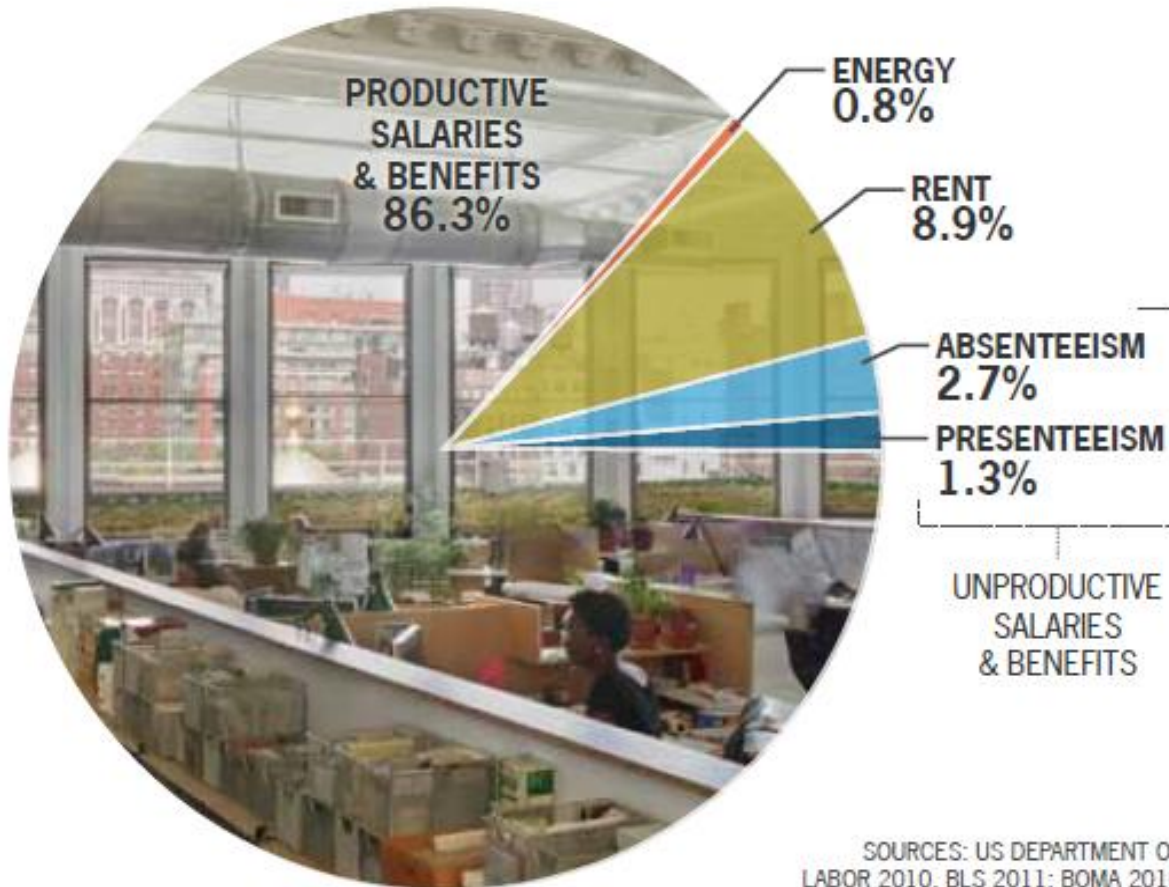 PRODUCTIVE
SALARIES
& BENEFITS
86.3%
ENERGY
0.8%
RENT
8.9%
ABSENTEEISM
2.7%
PRESENTEEISM
1.3%
UNPRODUCTIVE
SALARIES
& BENEFITS
SOURCES: US DEPARTMENT O
LABOR 2010, BLS 2011; BOMA 201